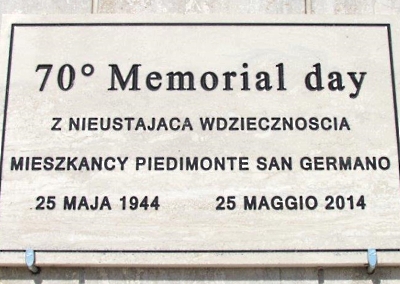 70° Memorial day
Z NIEUSTAJACA WDZIECZNOSCIA
MIESZKANCY PIEDIMONTE SAN GERMANO
25 MAJA 1944 25 MAGGIO 2014